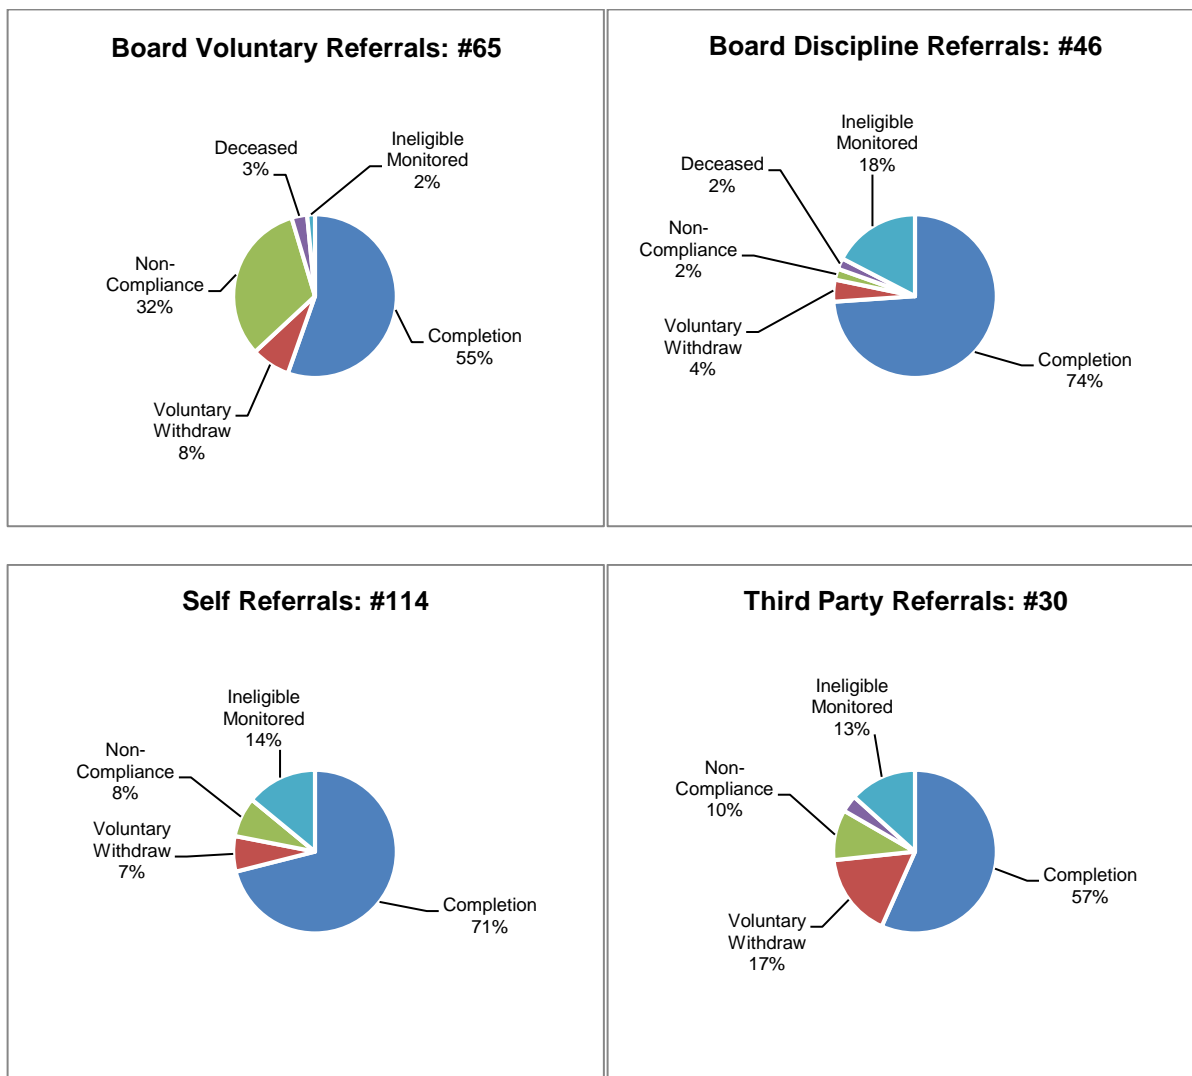 Board Voluntary Referrals: #65
Deceased
3%
Ineligible
Monitored
2%
Non-
Compliance
32%
Completion
55%
Voluntary
Withdraw
8%
Board Discipline Referrals: #46
Ineligible
Monitored
18%
Deceased
2%
Non-
Compliance
2%
Voluntary
Withdraw
4%
Completion
74%
Self Referrals: #114
Ineligible
Monitored
14%
Non-
Compliance
8%
Voluntary
Withdraw
7%
Completion
71%
Third Party Referrals: #30
Ineligible
Monitored
13%
Non-
Compliance
10%
Completion
57%
Voluntary
Withdraw
17%